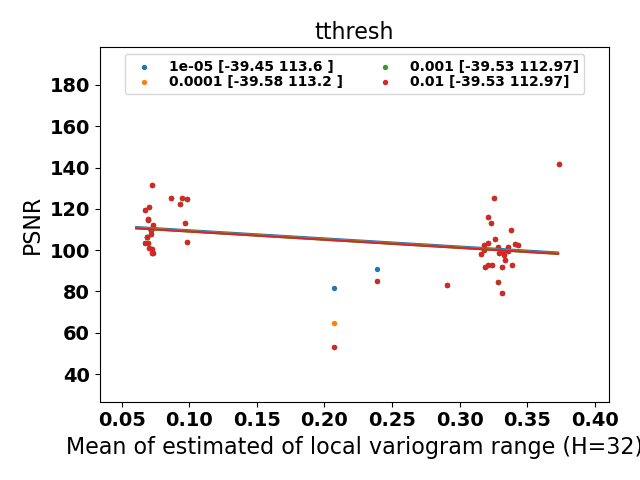 tthresh
1e-05 [-39.45 113.6 ]
0.0001 [-39.58 113.2 ]
0.001 [-39.53 112.97]
0.01 [-39.53 112.97]
PSNR
180
160
140
120
100
80
60
40
0.05 0.10 0.15 0.20 0.25 0.30 0.35 0.40
Mean of estimated of local variogram range (H=32)